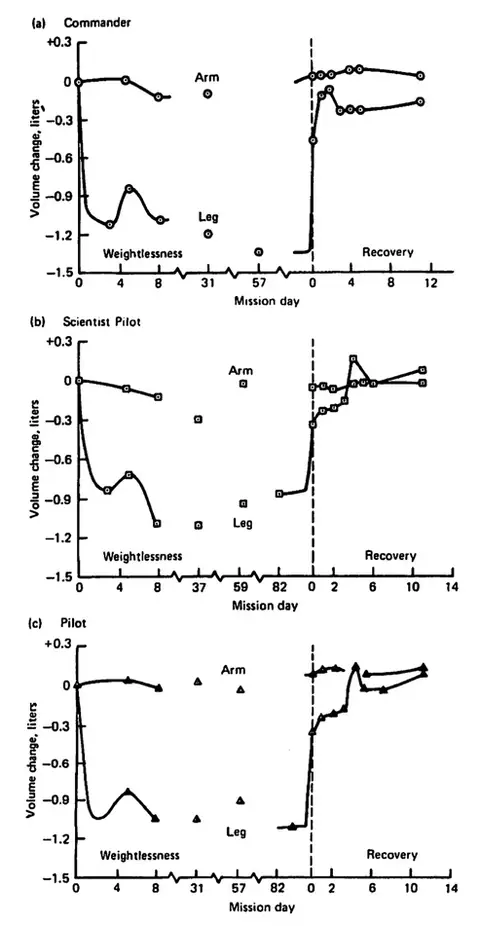 (a) Commander
+0.3
0
−0.3
−0.6
−0.9
−1.2
−1.5
Volume change, liters
Arm
Leg
Weightlessness
Recovery
0 4 8 31 57 0 4 8 12
Mission day
(b) Scientist Pilot
+0.3
0
−0.3
−0.6
−0.9
−1.2
−1.5
Volume change, liters
Arm
Leg
Weightlessness
Recovery
0 4 8 37 59 82 0 2 6 10 14
Mission day
(c) Pilot
+0.3
0
−0.3
−0.6
−0.9
−1.2
−1.5
Volume change, liters
Arm
Leg
Weightlessness
Recovery
0 4 8 31 57 82 0 2 6 10 14
Mission day